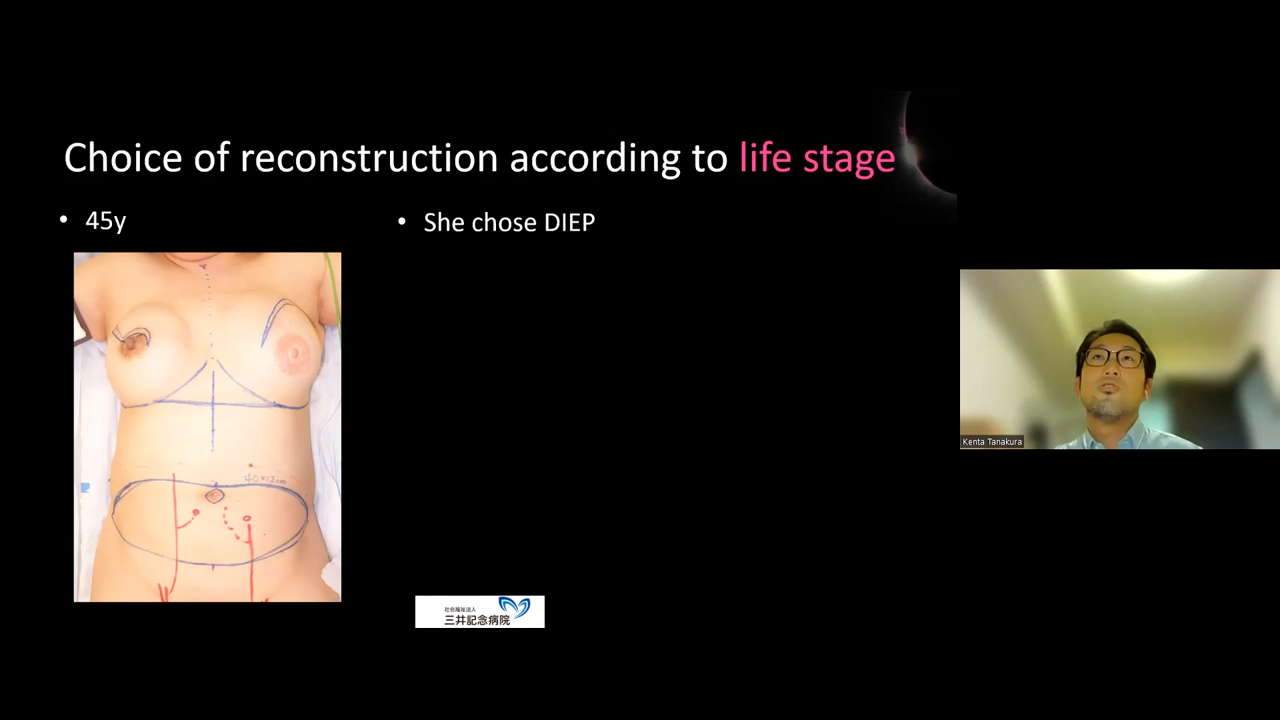 Choice of reconstruction according to life stage
• 45y
• She chose DIEP
40×12cm
Kenta Tanakura
社会福祉法人
三井記念病院